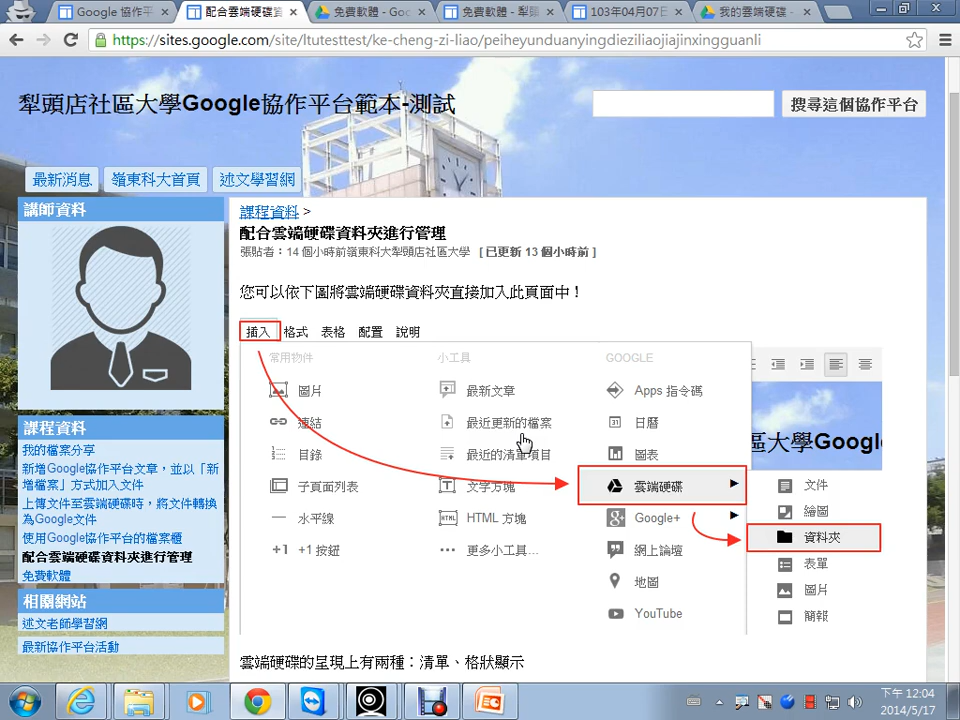 Google 協作平
配合雲端硬碟資
免費軟體 - Goo
免費軟體 - 犁頭
103年04月07日
我的雲端硬碟 -
https://sites.google.com/site/ltutesttest/ke-cheng-zi-liao/peiheyunduanyingdieziliaojiajinxingguanli
犁頭店社區大學Google協作平台範本-測試
搜尋這個協作平台
最新消息
嶺東科大首頁
述文學習網
講師資料
課程資料
我的檔案分享
新增Google協作平台文章，並以「新
增檔案」方式加入文件
上傳文件至雲端硬碟時，將文件轉換
為Google文件
使用Google協作平台的檔案櫃
配合雲端硬碟資料夾進行管理
免費軟體
相關網站
述文老師學習網
最新協作平台活動
課程資料 >
配合雲端硬碟資料夾進行管理
張貼者：14 個小時前嶺東科大犁頭店社區大學 [ 已更新 13 個小時前 ]
您可以依下圖將雲端硬碟資料夾直接加入此頁面中！
插入 格式 表格 配置 說明
常用物件
圖片
連結
目錄
子頁面列表
水平線
+1 +1 按鈕
小工具
最新文章
最近更新的檔案
最近的清單項目
文字方塊
HTML HTML 方塊
更多小工具...
GOOGLE
Apps 指令碼
31 日曆
圖表
雲端硬碟
Google+
網上論壇
地圖
YouTube
區大學Googl
文件
繪圖
資料夾
表單
圖片
簡報
雲端硬碟的呈現上有兩種：清單、格狀顯示
下午 12:04
2014/5/17